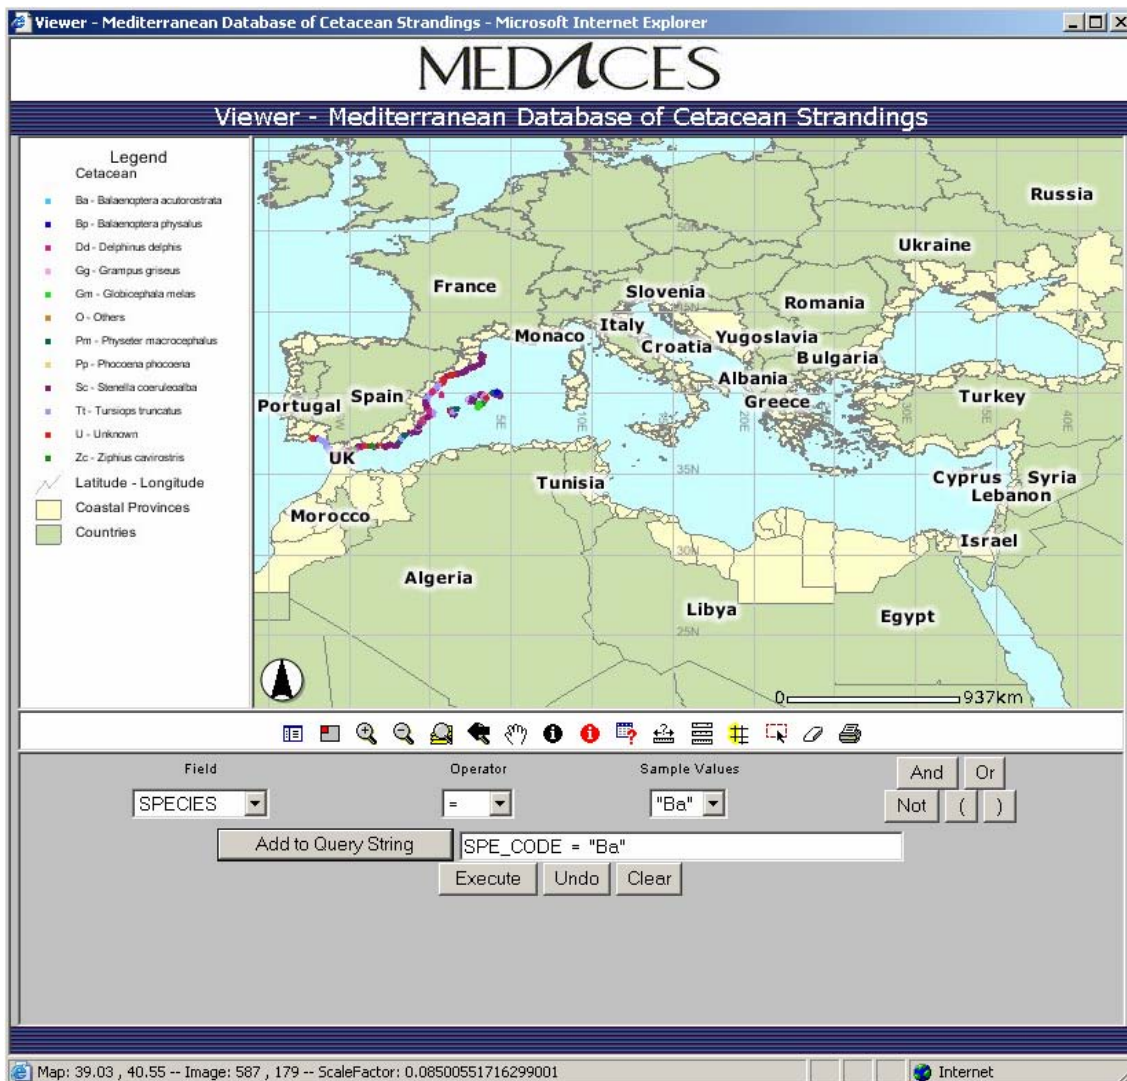 Viewer - Mediterranean Database of Cetacean Strandings - Microsoft Internet Explorer
MEDACES
Viewer - Mediterranean Database of Cetacean Strandings
Legend
Cetacean
Ba - Balaenoptera acutorostrata
Bp - Balaenoptera physalus
Dd - Delphinus delphis
Gg - Grampus griseus
Gm - Globicephala melas
O - Others
Pm - Physeter macrocephalus
Pp - Phocoena phocoena
Sc - Stenella coeruleoalba
Tt - Tursiops truncatus
U - Unknown
Zc - Ziphius cavirostris
Latitude - Longitude
Coastal Provinces
Countries
Russia
50N
Ukraine
France
Slovenia
45N
Romania
Monaco
Italy
Yugoslavia
Croatia
Bulgaria
Albania
Spain
Portugal
Greece
Turkey
5E
10E
20E
30E
40E
UK
35N
Tunisia
Cyprus
Syria
Lebanon
Morocco
Israel
30N
Algeria
Libya
Egypt
25N
0
937km
Field
Operator
Sample Values
And
Or
SPECIES
=
"Ba"
Not
(
)
Add to Query String
SPE_CODE = "Ba"
Execute
Undo
Clear
Map: 39.03 , 40.55 -- Image: 587 , 179 -- ScaleFactor: 0.08500551716299001
Internet